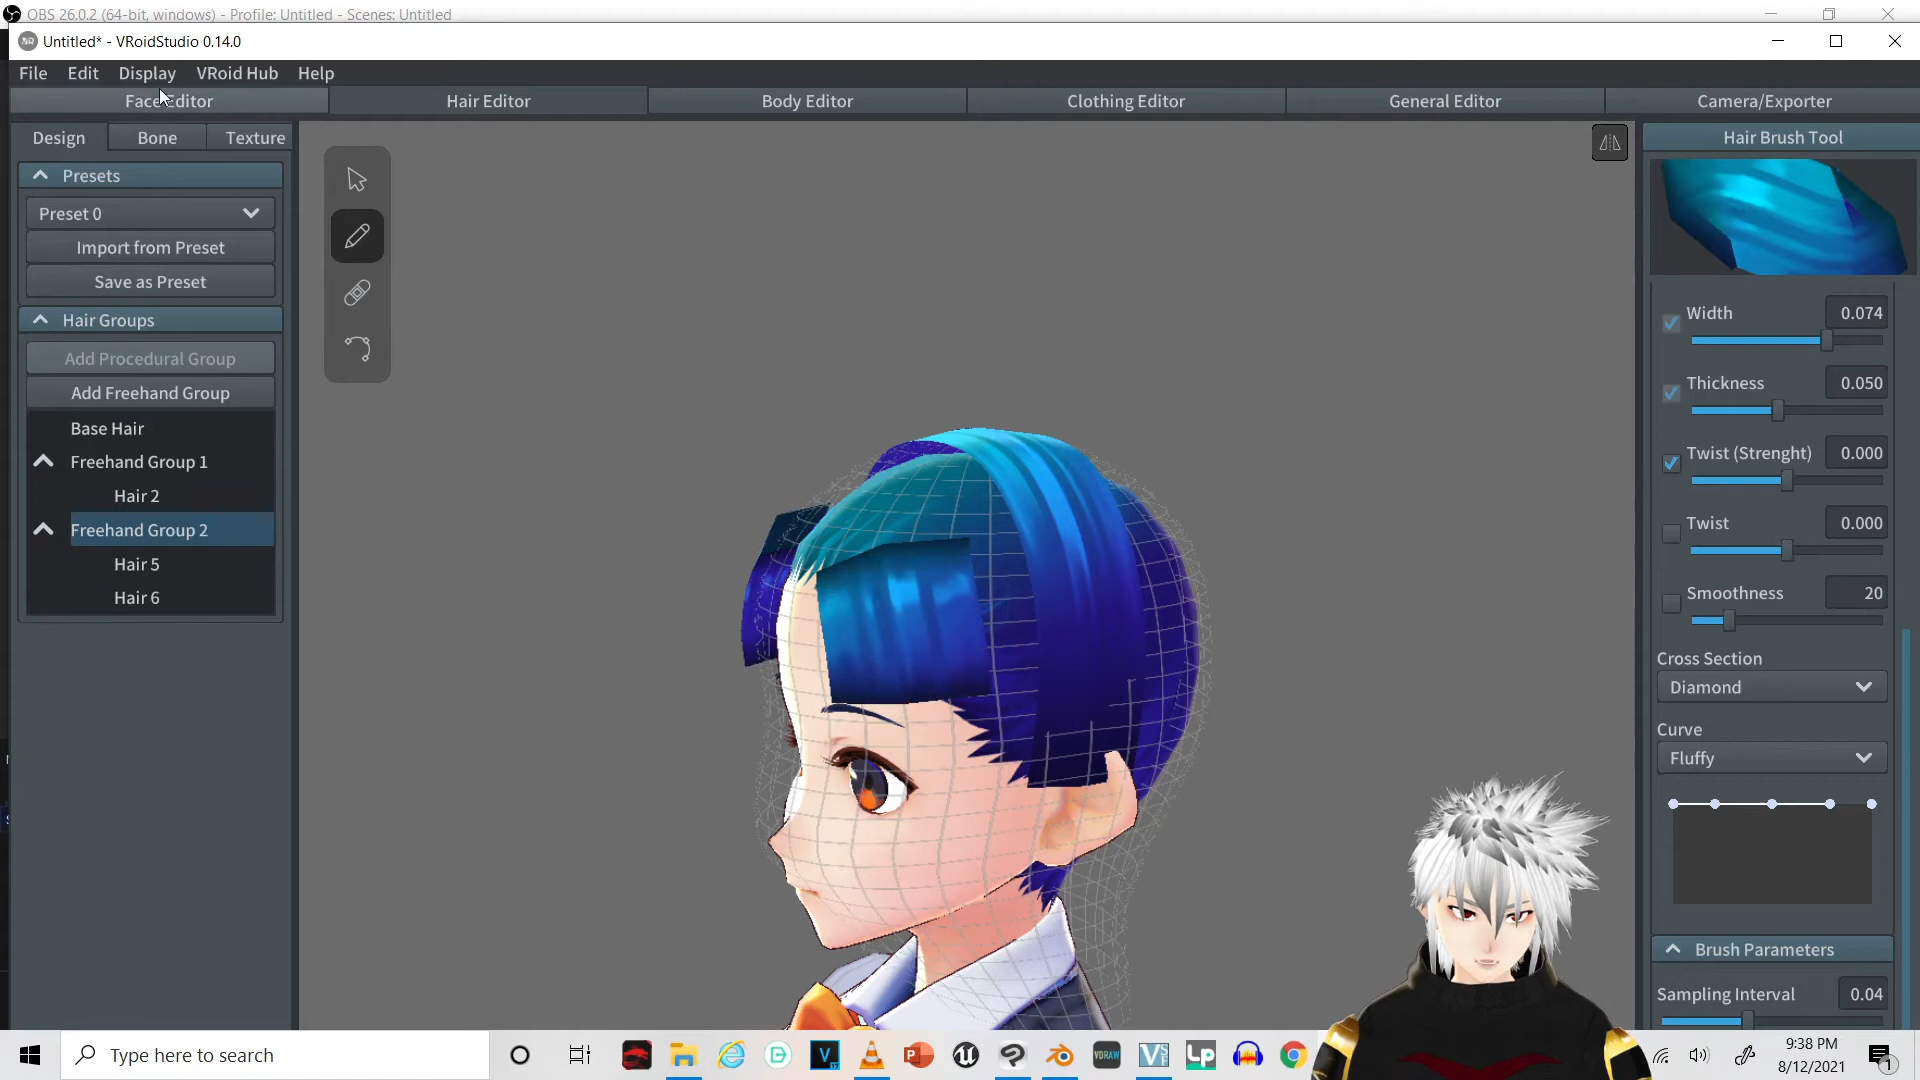 OBS 26.0.2 (64-bit, windows) - Profile: Untitled - Scenes: Untitled
Untitled* - VRoidStudio 0.14.0
File Edit Display VRoid Hub Help
Face Editor Hair Editor Body Editor Clothing Editor General Editor Camera/Exporter
Design Bone Texture
Hair Brush Tool
Presets
Preset 0
Import from Preset
Save as Preset
Hair Groups
Add Procedural Group
Add Freehand Group
Base Hair
Freehand Group 1
Hair 2
Freehand Group 2
Hair 5
Hair 6
Width 0.074
Thickness 0.050
Twist (Strenght) 0.000
Twist 0.000
Smoothness 20
Cross Section
Diamond
Curve
Fluffy
Brush Parameters
Sampling Interval 0.04
Type here to search
9:38 PM
8/12/2021
1